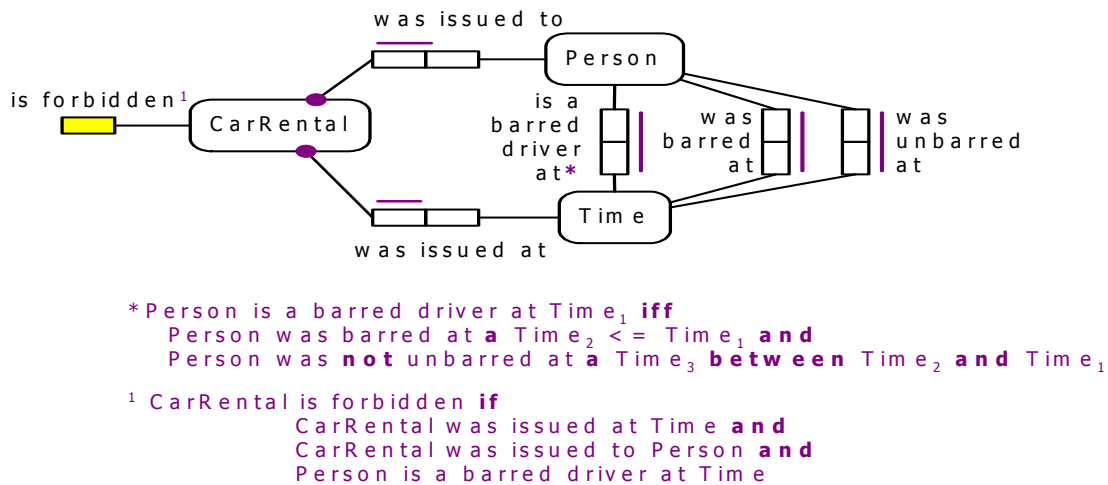 was issued to
Person
is forbidden¹
CarRental
is a
barred
driver
at*
was
barred
at
was
unbarred
at
Time
was issued at
* Person is a barred driver at Time₁ iff
Person was barred at a Time₂ <= Time₁ and
Person was not unbarred at a Time₃ between Time₂ and Time₁
¹ CarRental is forbidden if
CarRental was issued at Time and
CarRental was issued to Person and
Person is a barred driver at Time